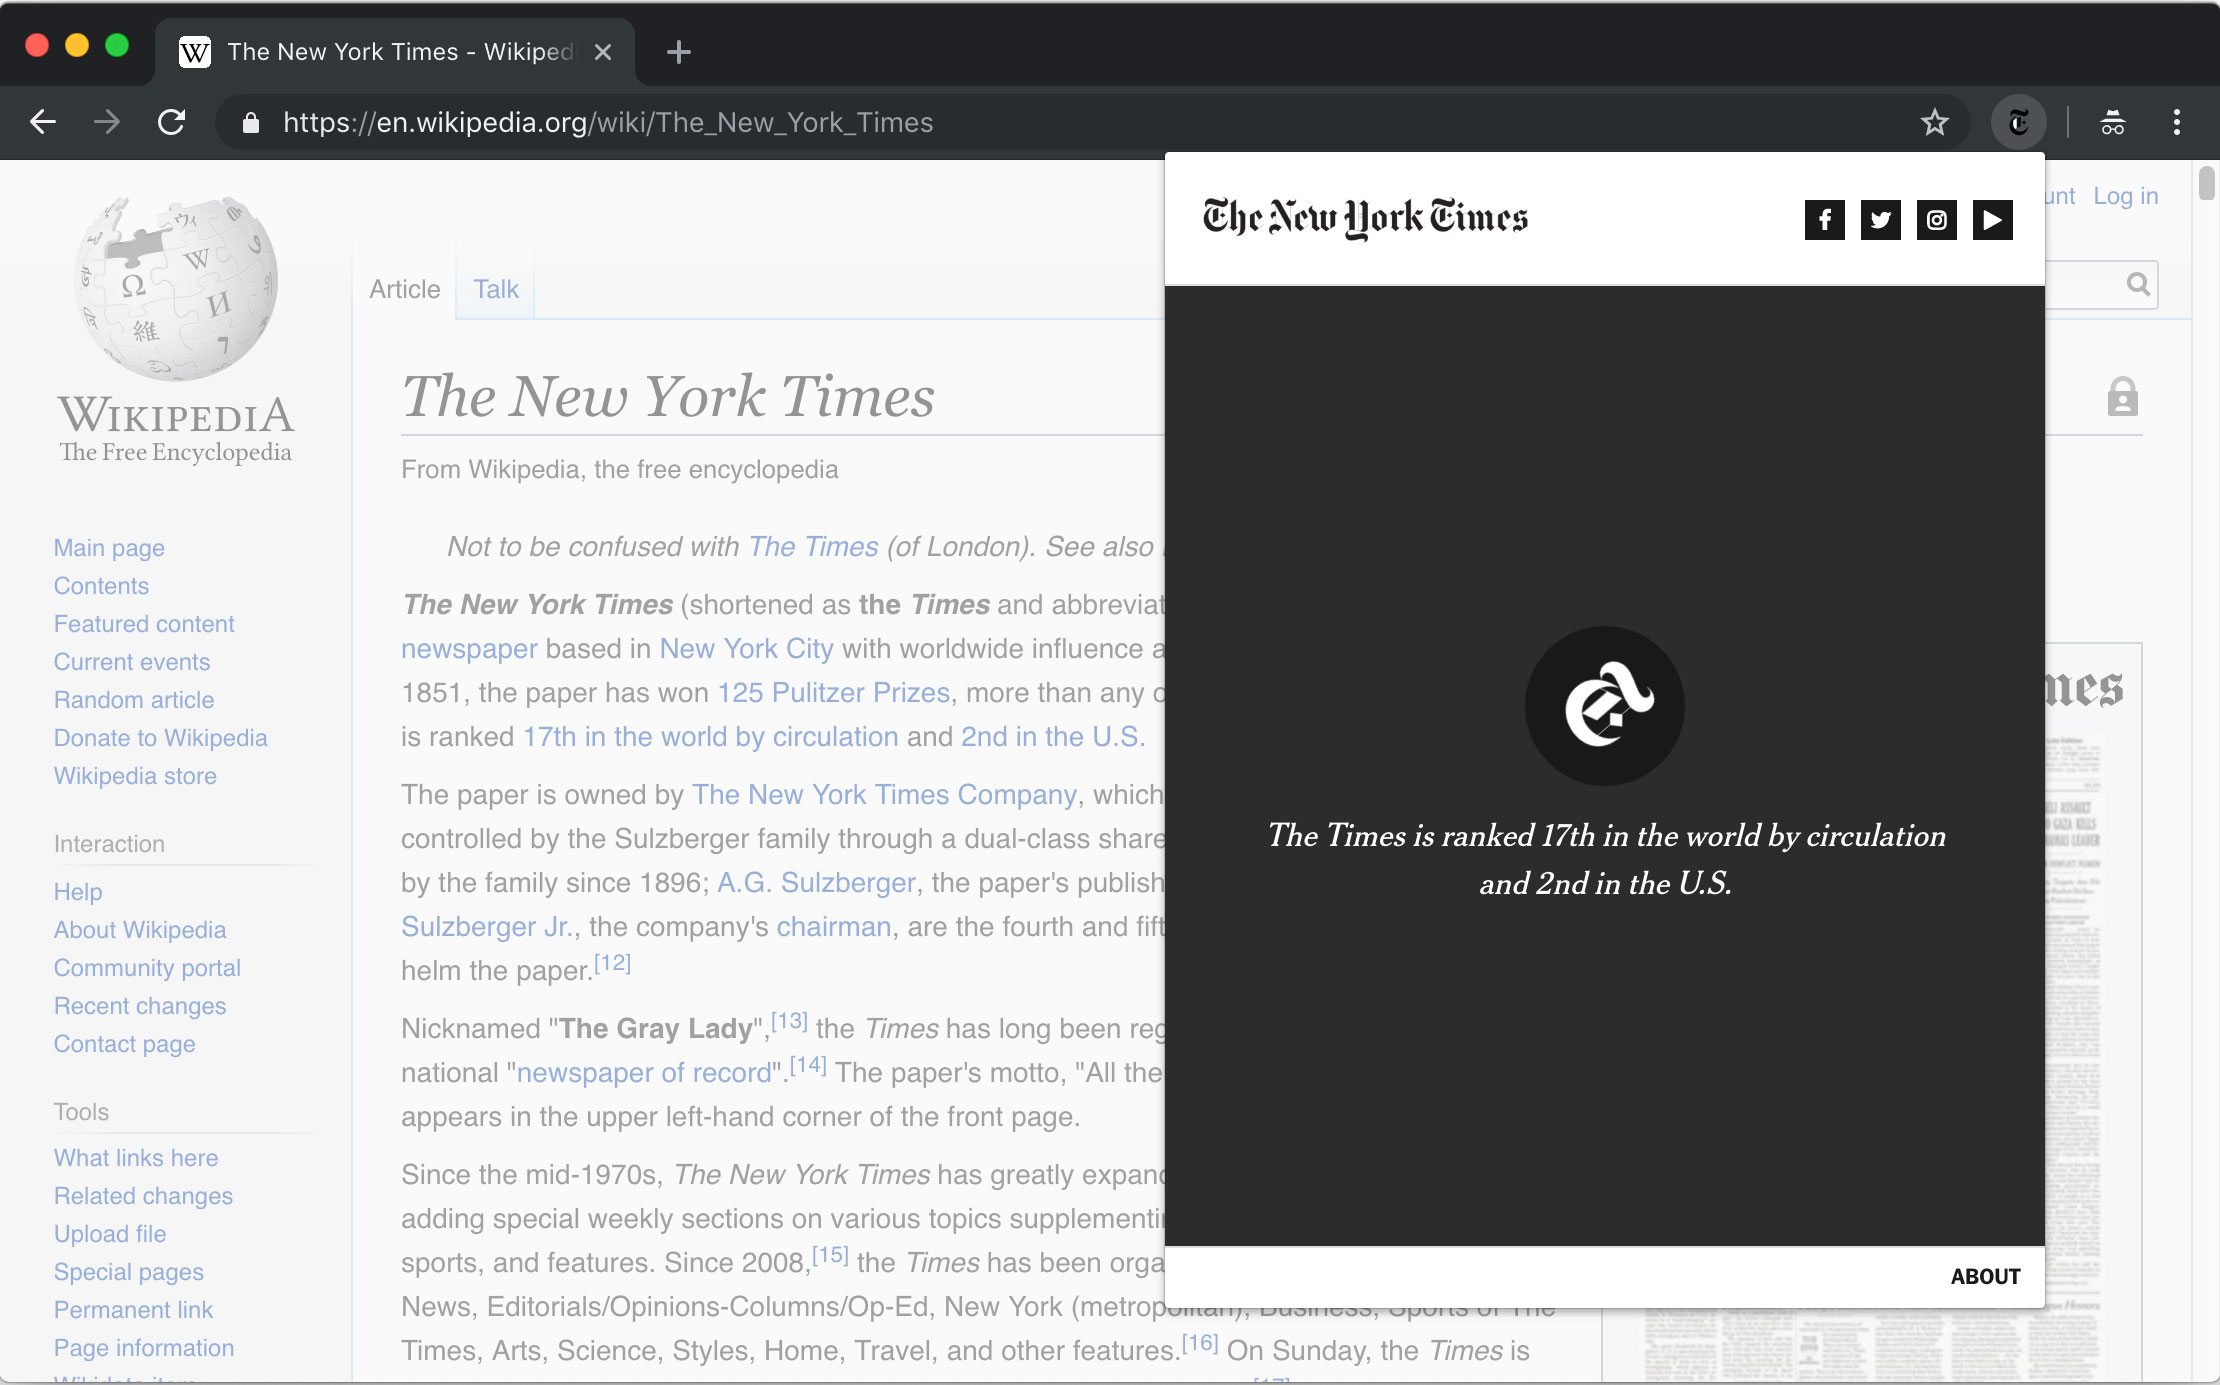 The New York Times - Wikiped
https://en.wikipedia.org/wiki/The_New_York_Times
unt Log in
The New York Times
WIKIPEDIA
The Free Encyclopedia
Main page
Contents
Featured content
Current events
Random article
Donate to Wikipedia
Wikipedia store
Interaction
Help
About Wikipedia
Community portal
Recent changes
Contact page
Tools
What links here
Related changes
Upload file
Special pages
Permanent link
Page information
Wikidata item
Article Talk
The New York Times
From Wikipedia, the free encyclopedia
Not to be confused with The Times (of London). See also
The New York Times (shortened as the Times and abbreviat
newspaper based in New York City with worldwide influence a
1851, the paper has won 125 Pulitzer Prizes, more than any o
is ranked 17th in the world by circulation and 2nd in the U.S.
The paper is owned by The New York Times Company, which
controlled by the Sulzberger family through a dual-class share
by the family since 1896; A.G. Sulzberger, the paper's publish
Sulzberger Jr., the company's chairman, are the fourth and fift
helm the paper.[12]
Nicknamed "The Gray Lady",[13] the Times has long been reg
national "newspaper of record".[14] The paper's motto, "All the
appears in the upper left-hand corner of the front page.
Since the mid-1970s, The New York Times has greatly expand
adding special weekly sections on various topics supplementi
sports, and features. Since 2008,[15] the Times has been orga
News, Editorials/Opinions-Columns/Op-Ed, New York (metropolitan), Business, Sports of The
Times, Arts, Science, Styles, Home, Travel, and other features.[16] On Sunday, the Times is
[17]
The Times is ranked 17th in the world by circulation
and 2nd in the U.S.
ABOUT
mes
ELI ASSAULT
O GAZA KILLS
HAMAS LEADER